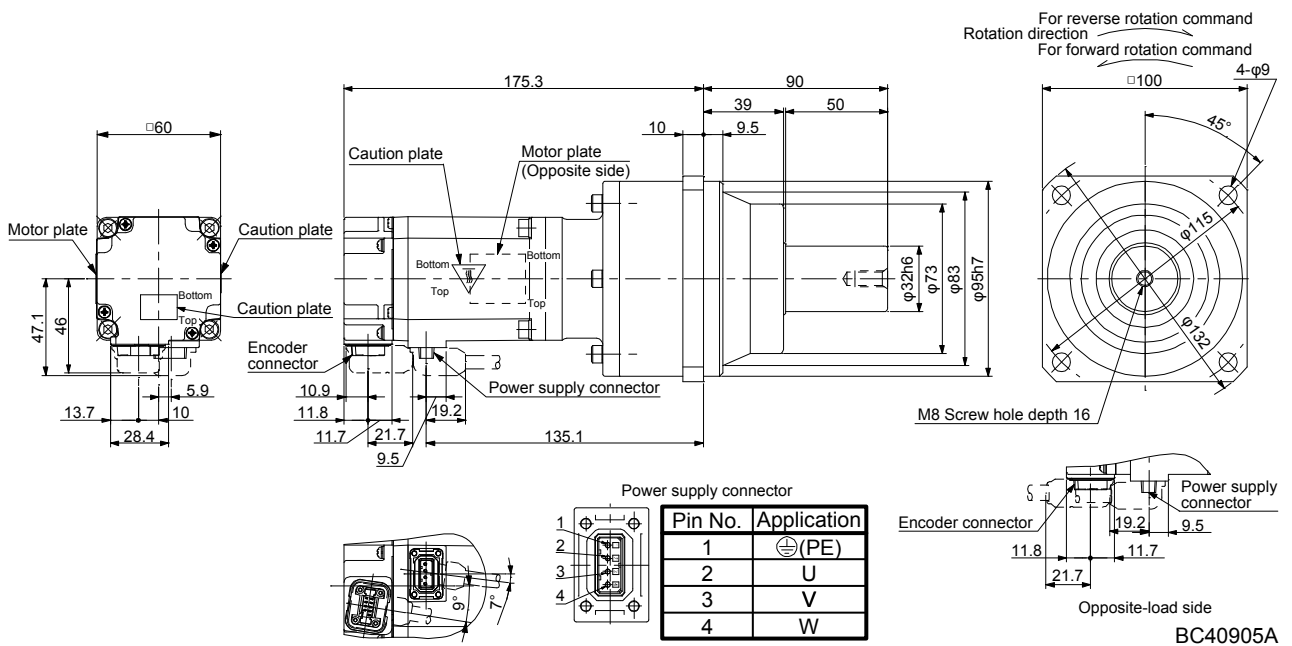 For reverse rotation command
Rotation direction
For forward rotation command
4-φ9
175.3
90
□100
39
50
□60
10
9.5
45°
Caution plate
Motor plate
(Opposite side)
Motor plate
Caution plate
Bottom
Bottom
Top
Top
Bottom
Top
Caution plate
φ32h6
φ73
φ83
φ95h7
φ115
φ132
47.1
46
Encoder
connector
Power supply connector
5.9
10.9
13.7
10
11.8
19.2
28.4
11.7
21.7
135.1
9.5
M8 Screw hole depth 16
Power supply connector
1
2
3
4
Pin No. Application
1 (PE)
2 U
3 V
4 W
9°
7°
Power supply
connector
Encoder connector
19.2
9.5
11.8
11.7
21.7
Opposite-load side
BC40905A